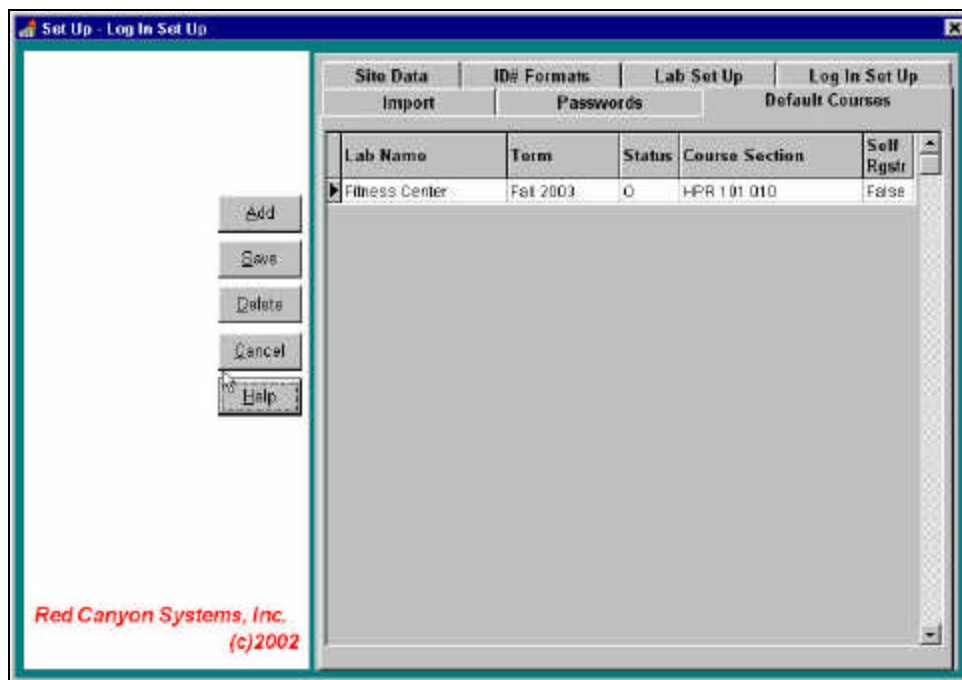 Set Up - Log In Set Up
Site Data ID# Formats Lab Set Up Log In Set Up
Import Passwords Default Courses
Lab Name Term Status Course Section Self Rgstr
Fitness Center Fall 2003 O HPR 101 010 False
Add
Save
Delete
Cancel
Help
Red Canyon Systems, Inc.
(c)2002